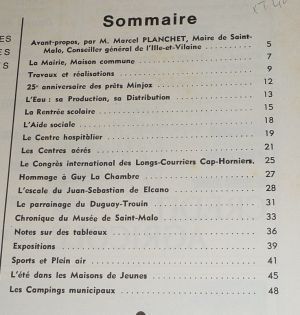 Sommaire
Avant-propos, par M. Marcel PLANCHET, Maire de Saint-
Malo, Conseiller général de l'Ille-et-Vilaine 5
La Mairie, Maison commune 7
Travaux et réalisations 9
25e anniversaire des prêts Minjoz 12
L'Eau : sa Production, sa Distribution 13
La Rentrée scolaire 15
L'Aide sociale 18
Le Centre hospitalier 19
Les Centres aérés 21
Le Congrès international des Longs-Courriers Cap-Horniers. 25
Hommage à Guy La Chambre 27
L'escale du Juan-Sebastian de Elcano 28
Le parrainage du Duguay-Trouin 31
Chronique du Musée de Saint-Malo 33
Notes sur des tableaux 36
Expositions 39
Sports et Plein air 41
L'été dans les Maisons de Jeunes 45
Les Campings municipaux 48
ES
ES